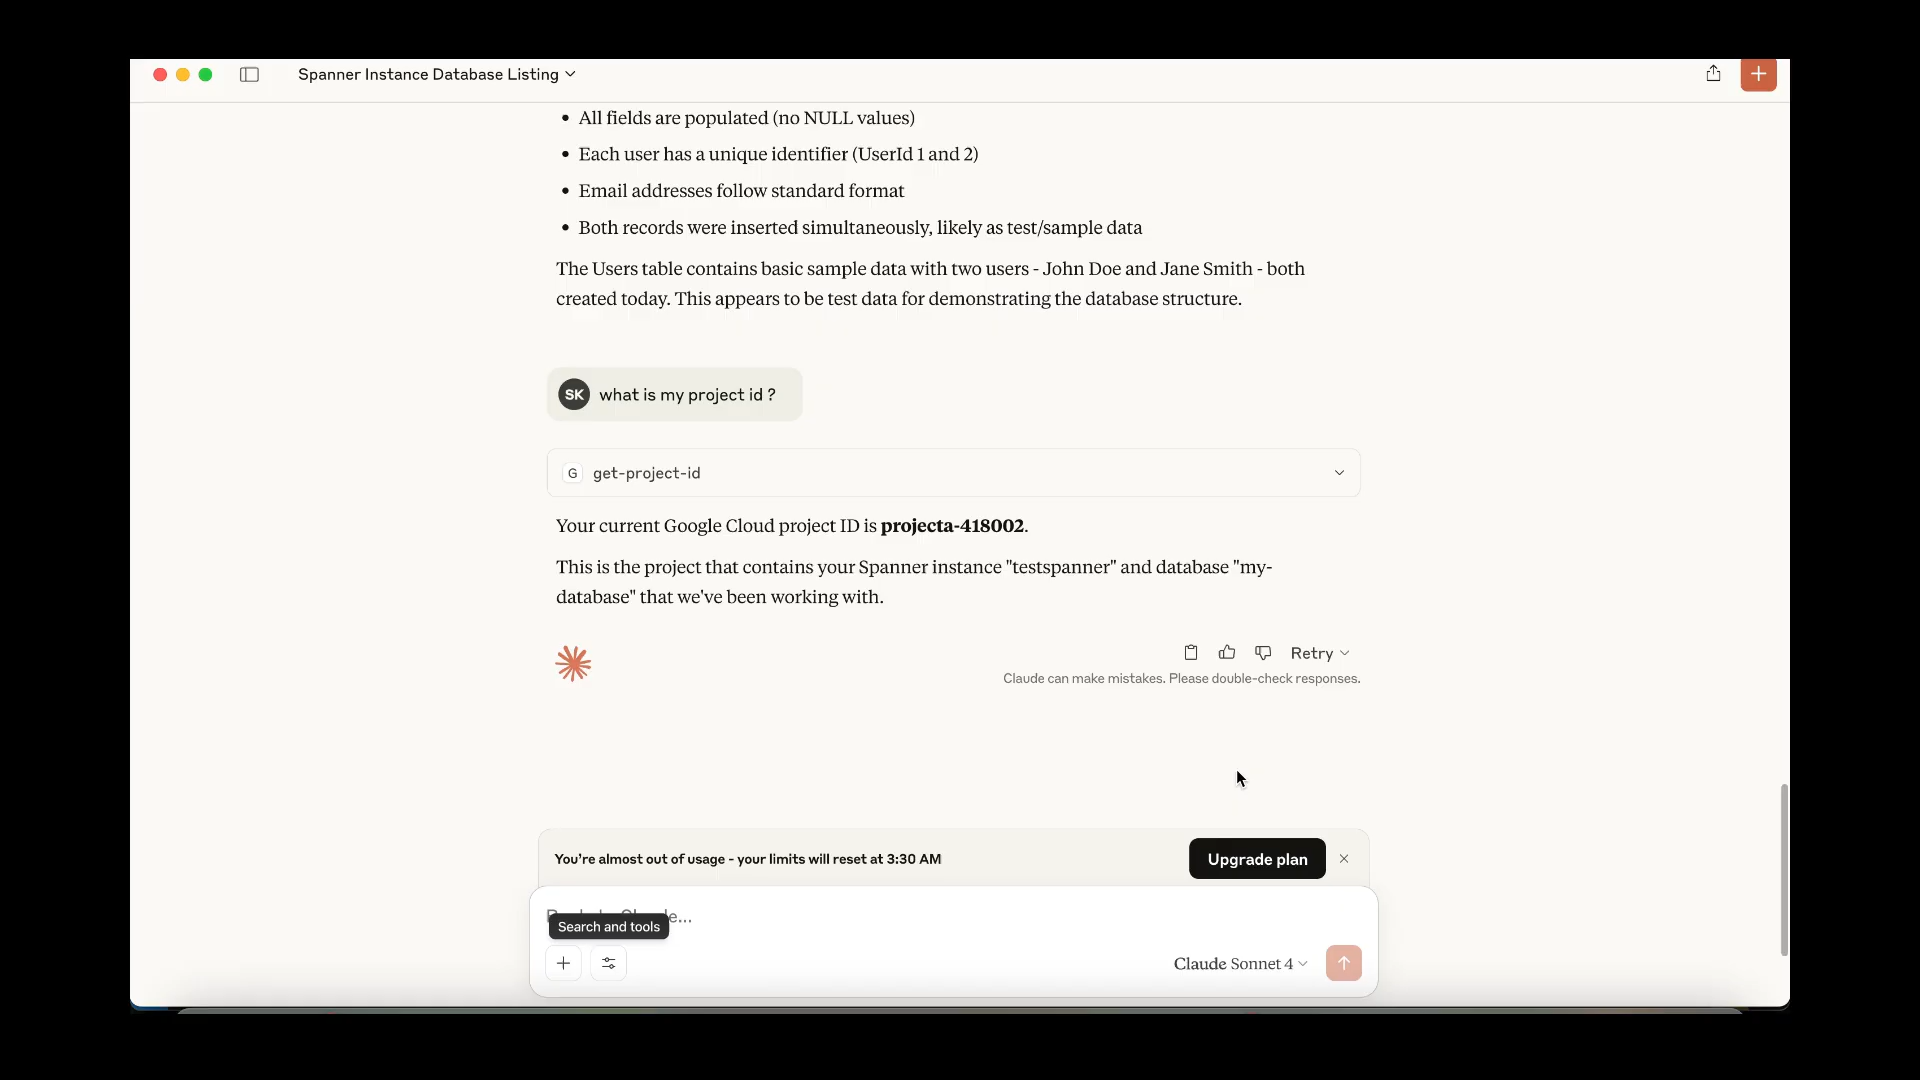 Spanner Instance Database Listing
• All fields are populated (no NULL values)
• Each user has a unique identifier (UserId 1 and 2)
• Email addresses follow standard format
• Both records were inserted simultaneously, likely as test/sample data
The Users table contains basic sample data with two users - John Doe and Jane Smith - both
created today. This appears to be test data for demonstrating the database structure.
SK what is my project id ?
G get-project-id
Your current Google Cloud project ID is projecta-418002.
This is the project that contains your Spanner instance "testspanner" and database "my-
database" that we've been working with.
Retry
Claude can make mistakes. Please double-check responses.
You're almost out of usage - your limits will reset at 3:30 AM
Upgrade plan
Search and tools
Claude Sonnet 4